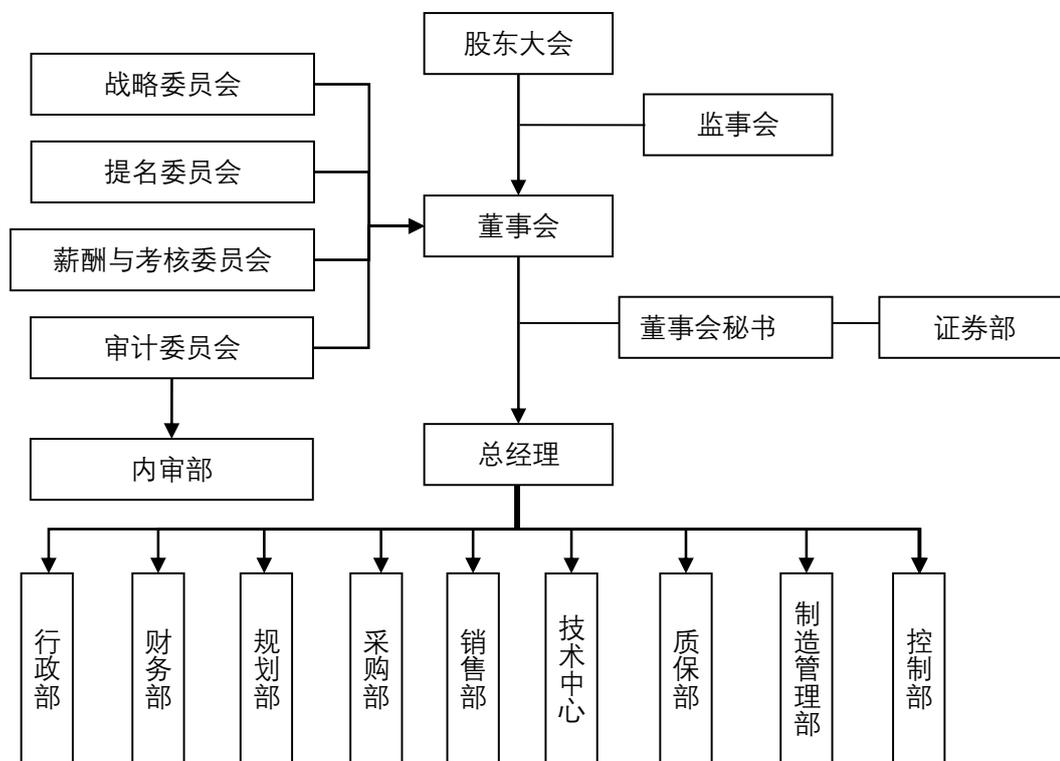 股东大会
战略委员会
监事会
提名委员会
董事会
薪酬与考核委员会
董事会秘书
证券部
审计委员会
总经理
内审部
行政部
财务部
规划部
采购部
销售部
技术中心
质保部
制造管理部
控制部